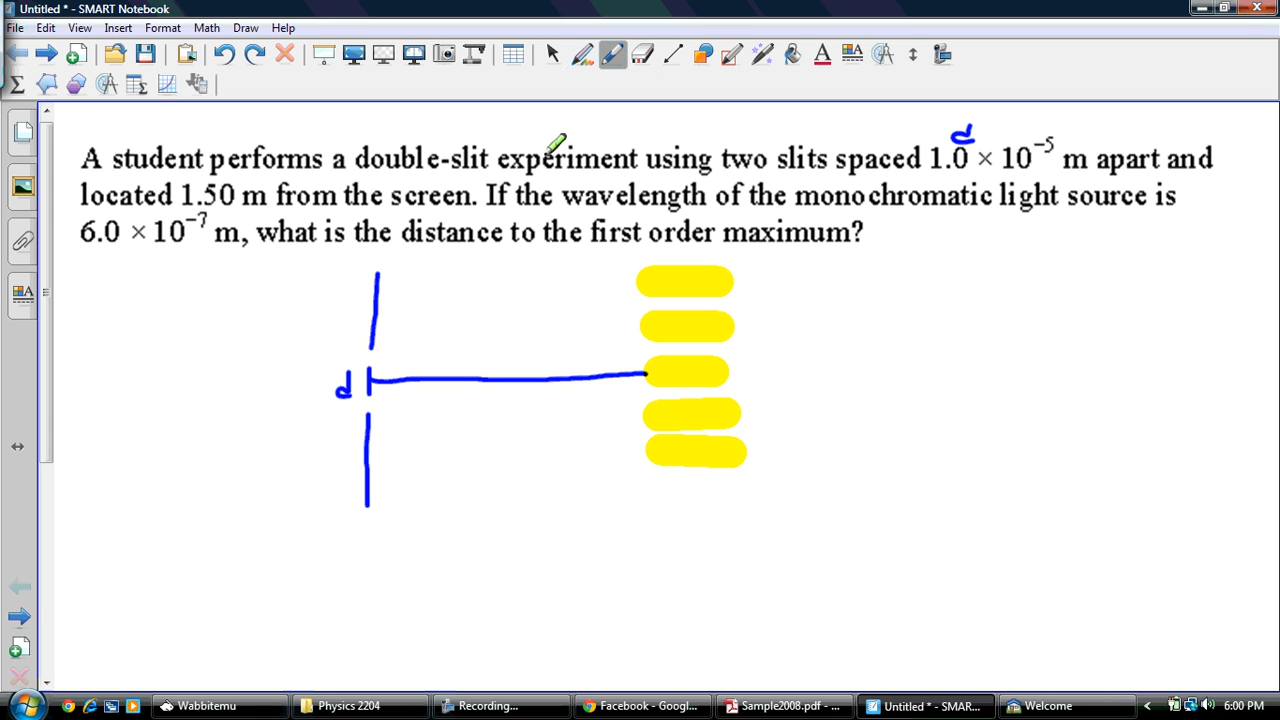 Untitled * - SMART Notebook
File Edit View Insert Format Math Draw Help
d
A student performs a double-slit experiment using two slits spaced 1.0 × 10⁻⁵ m apart and
located 1.50 m from the screen. If the wavelength of the monochromatic light source is
6.0 × 10⁻⁷ m, what is the distance to the first order maximum?
d
Wabbitemu Physics 2204 Recording... Facebook - Googl... Sample2008.pdf - ... Untitled * - SMAR... Welcome 6:00 PM